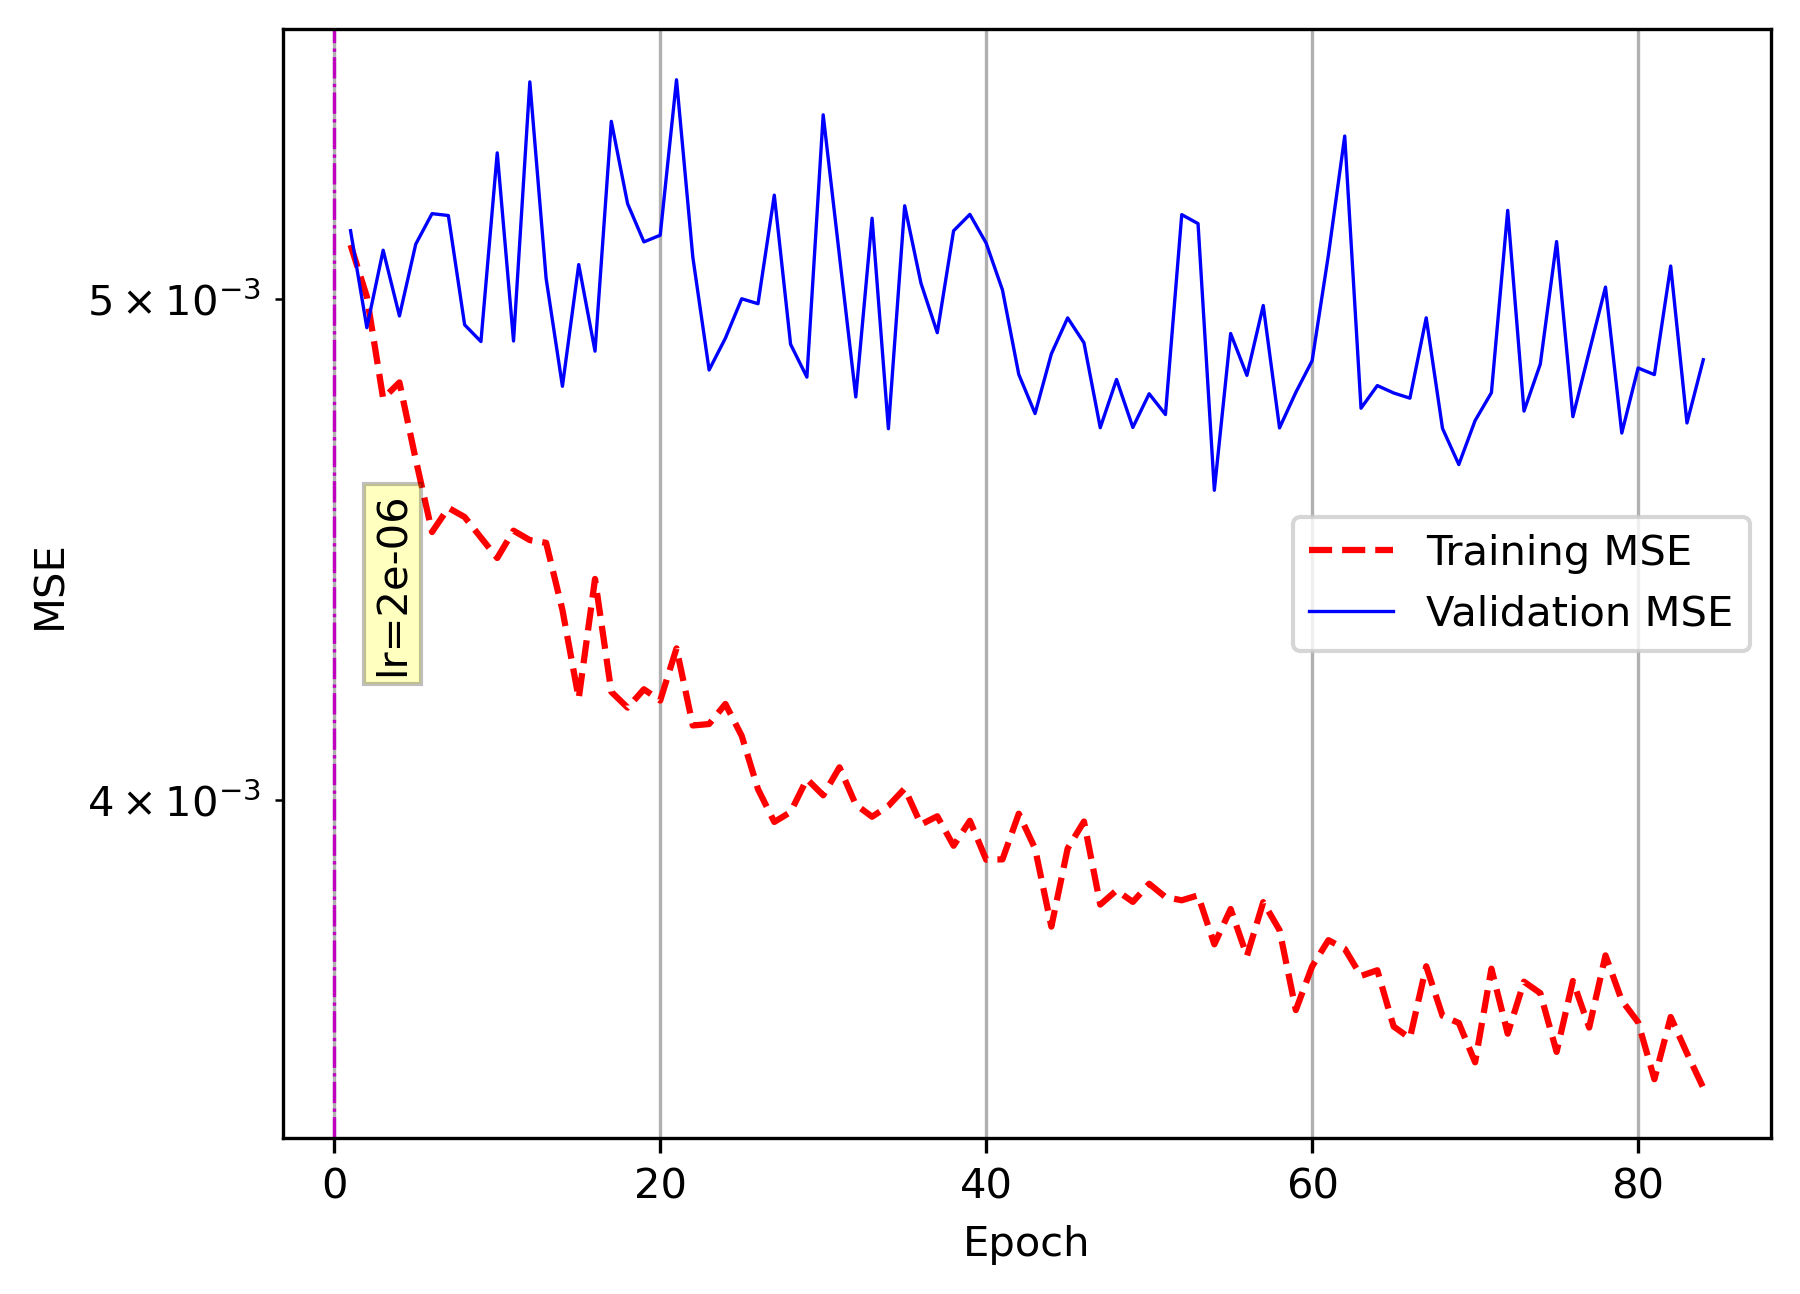 5 × 10⁻³
4 × 10⁻³
MSE
lr=2e-06
Training MSE
Validation MSE
0 20 40 60 80
Epoch